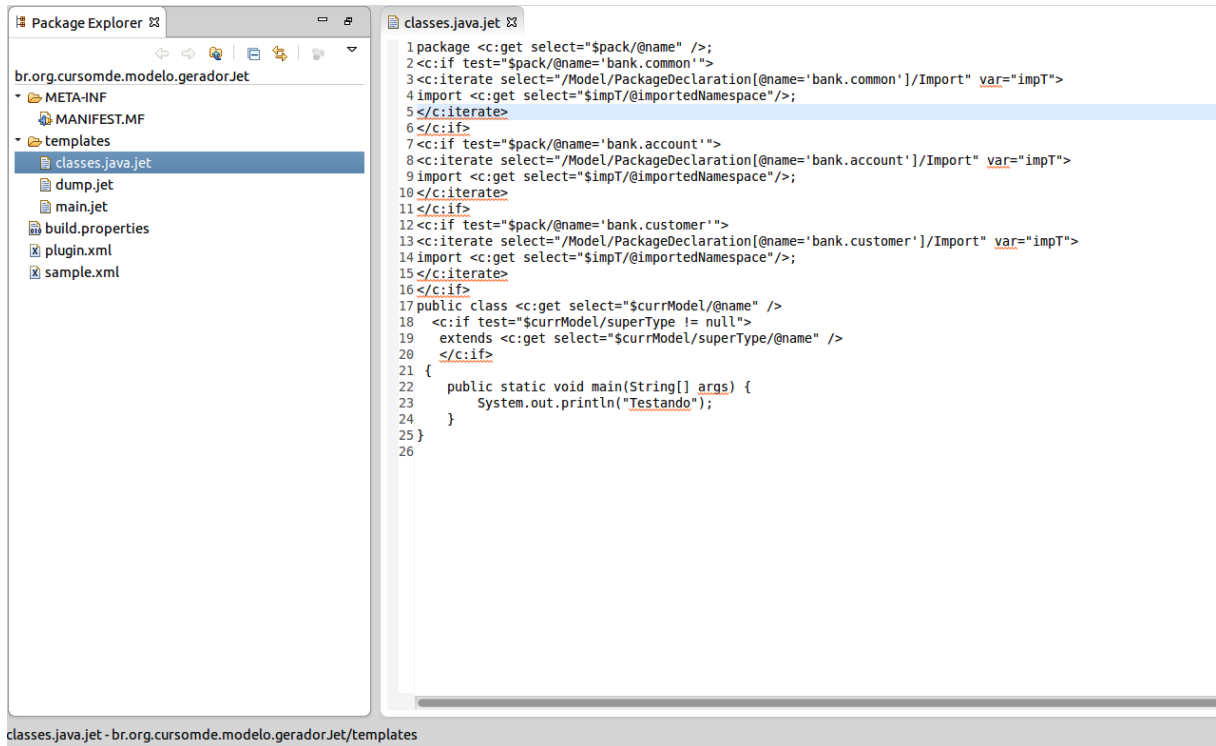 Package Explorer
br.org.cursomde.modelo.geradorJet
META-INF
MANIFEST.MF
templates
classes.java.jet
dump.jet
main.jet
build.properties
plugin.xml
sample.xml
classes.java.jet
1 package <c:get select="$pack/@name" />;
2 <c:if test="$pack/@name='bank.common'">
3 <c:iterate select="/Model/PackageDeclaration[@name='bank.common']/Import" var="impT">
4 import <c:get select="$impT/@importedNamespace"/>;
5 </c:iterate>
6 </c:if>
7 <c:if test="$pack/@name='bank.account'">
8 <c:iterate select="/Model/PackageDeclaration[@name='bank.account']/Import" var="impT">
9 import <c:get select="$impT/@importedNamespace"/>;
10 </c:iterate>
11 </c:if>
12 <c:if test="$pack/@name='bank.customer'">
13 <c:iterate select="/Model/PackageDeclaration[@name='bank.customer']/Import" var="impT">
14 import <c:get select="$impT/@importedNamespace"/>;
15 </c:iterate>
16 </c:if>
17 public class <c:get select="$currModel/@name" />
18   <c:if test="$currModel/superType != null">
19    extends <c:get select="$currModel/superType/@name" />
20    </c:if>
21  {
22     public static void main(String[] args) {
23         System.out.println("Testando");
24     }
25 }
26
classes.java.jet - br.org.cursomde.modelo.geradorJet/templates